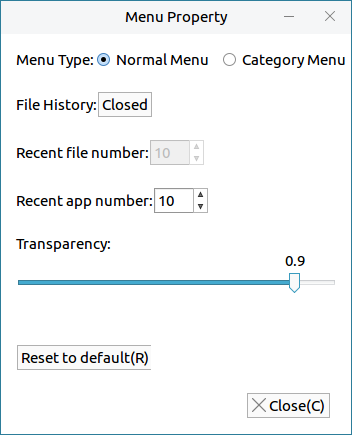 Menu Property
Menu Type: Normal Menu Category Menu
File History: Closed
Recent file number: 10
Recent app number: 10
Transparency:
0.9
Reset to default(R)
Close(C)